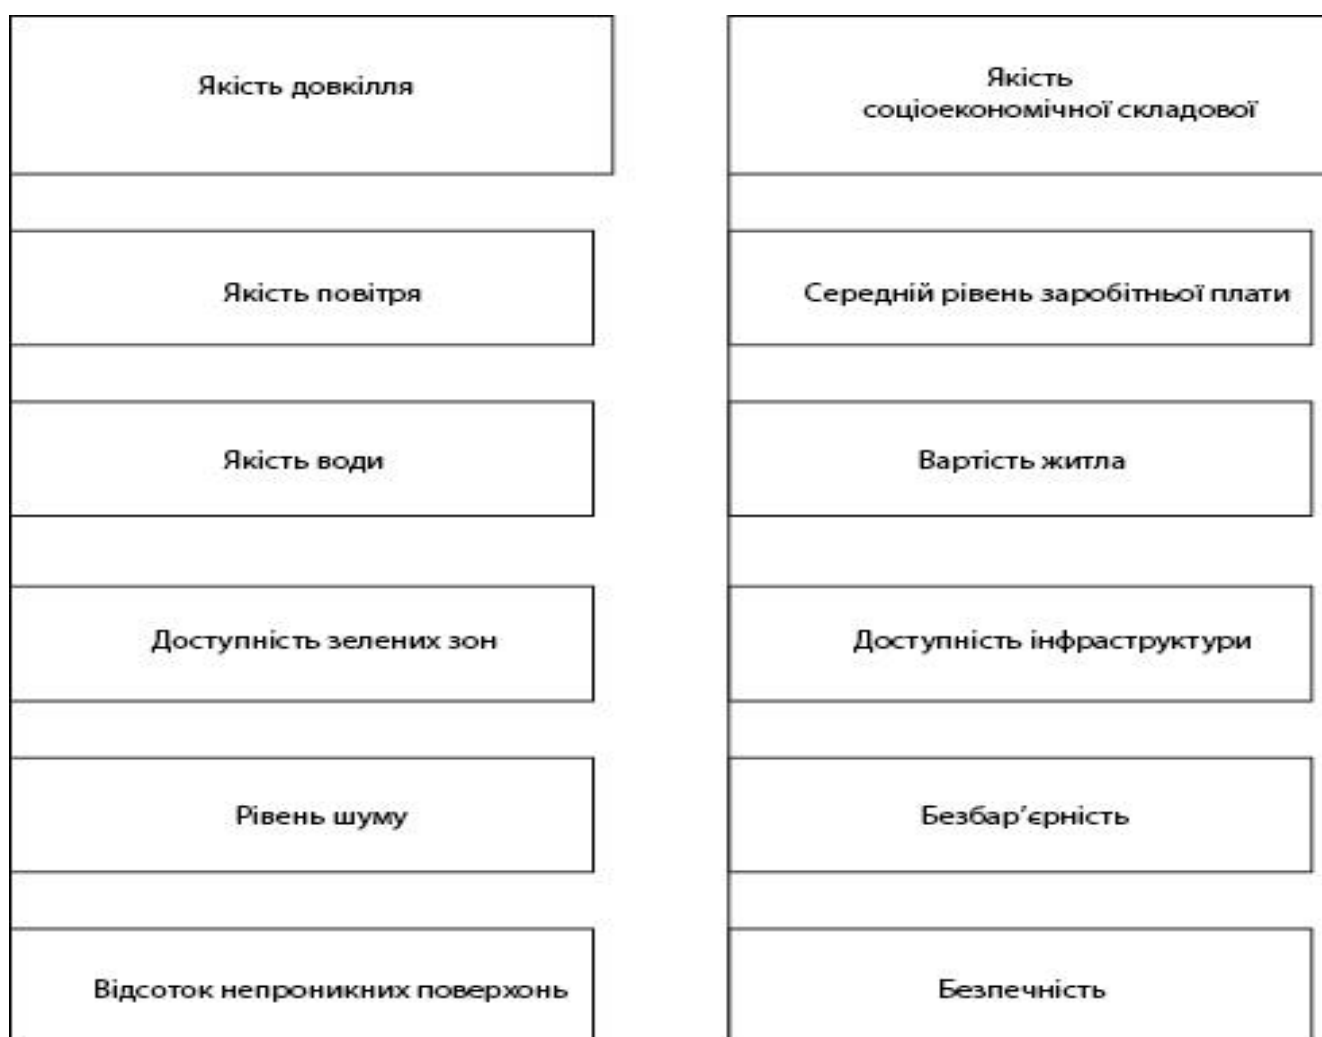 Якість довкілля
Якість повітря
Якість води
Доступність зелених зон
Рівень шуму
Відсоток непроникних поверхонь
Якість
соціоекономічної складової
Середній рівень заробітньої плати
Вартість житла
Доступність інфраструктури
Безбар’єрність
Безпечність